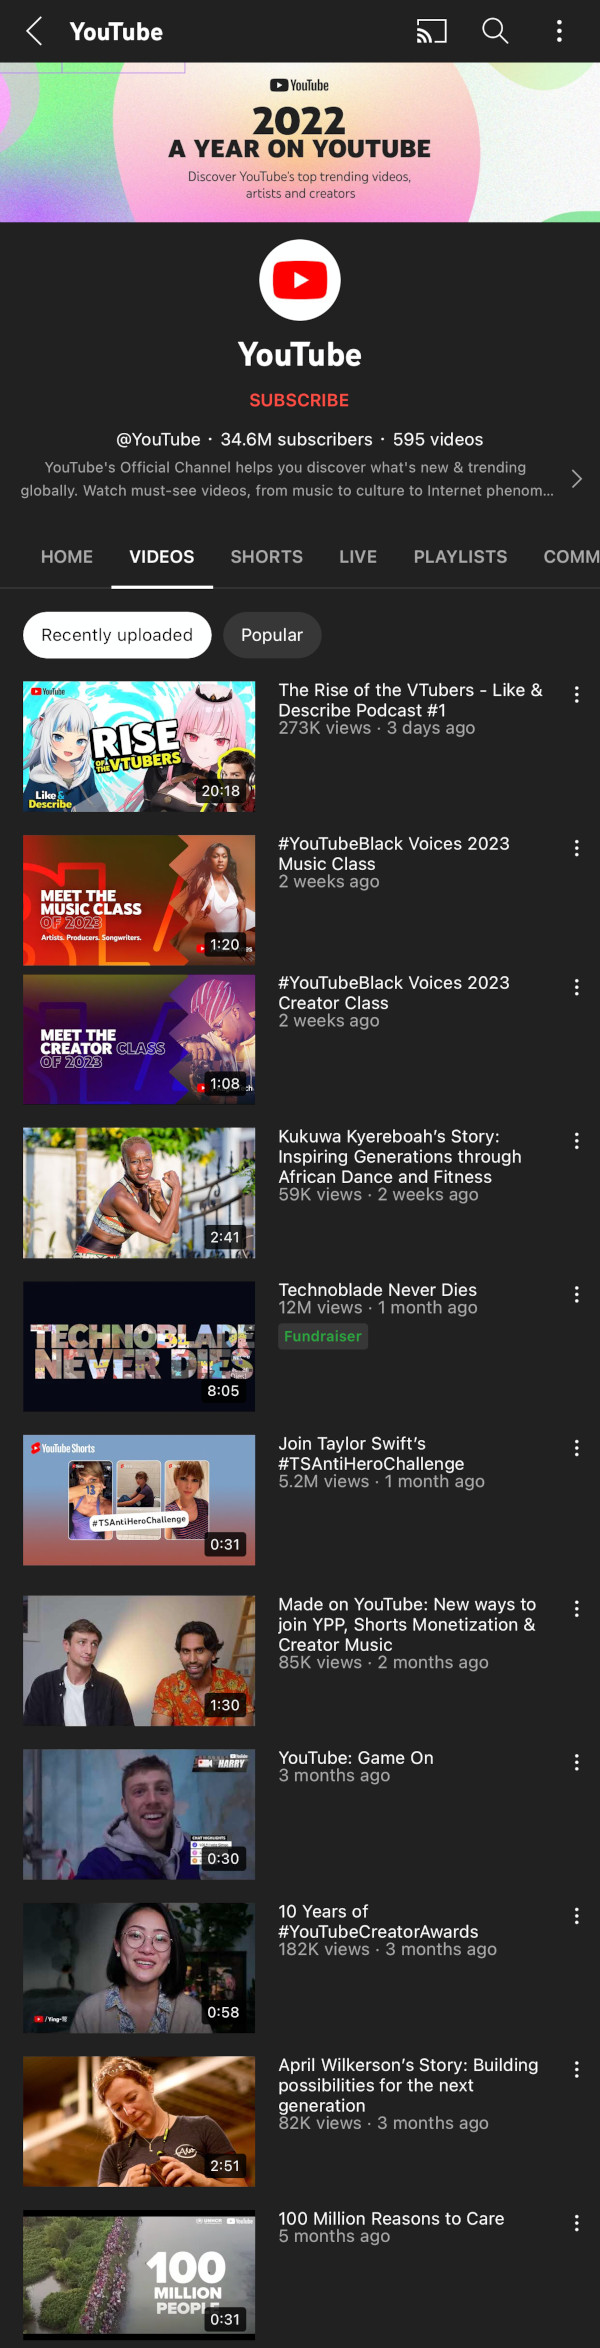 YouTube
YouTube
2022
A YEAR ON YOUTUBE
Discover YouTube's top trending videos,
artists and creators
YouTube
SUBSCRIBE
@YouTube · 34.6M subscribers · 595 videos
YouTube's Official Channel helps you discover what's new & trending
globally. Watch must-see videos, from music to culture to Internet phenom...
HOME VIDEOS SHORTS LIVE PLAYLISTS COMM
Recently uploaded Popular
YouTube
RISE
OF THE VTUBERS
Like &
Describe
20:18
The Rise of the VTubers - Like &
Describe Podcast #1
273K views · 3 days ago
MEET THE
MUSIC CLASS
OF 2023
Artists. Producers. Songwriters.
1:20
#YouTubeBlack Voices 2023
Music Class
2 weeks ago
MEET THE
CREATOR CLASS
OF 2023
1:08
#YouTubeBlack Voices 2023
Creator Class
2 weeks ago
2:41
Kukuwa Kyereboah’s Story:
Inspiring Generations through
African Dance and Fitness
59K views · 2 weeks ago
TECHNOBLADE
NEVER DIES
8:05
Technoblade Never Dies
12M views · 1 month ago
Fundraiser
YouTube Shorts
13
#TSAntiHeroChallenge
0:31
Join Taylor Swift’s
#TSAntiHeroChallenge
5.2M views · 1 month ago
1:30
Made on YouTube: New ways to
join YPP, Shorts Monetization &
Creator Music
85K views · 2 months ago
HARRY
CHAT HIGHLIGHTS
0:30
YouTube: Game On
3 months ago
0:58
10 Years of
#YouTubeCreatorAwards
182K views · 3 months ago
2:51
April Wilkerson’s Story: Building
possibilities for the next
generation
82K views · 3 months ago
YouTube
100
MILLION
PEOPLE
0:31
100 Million Reasons to Care
5 months ago